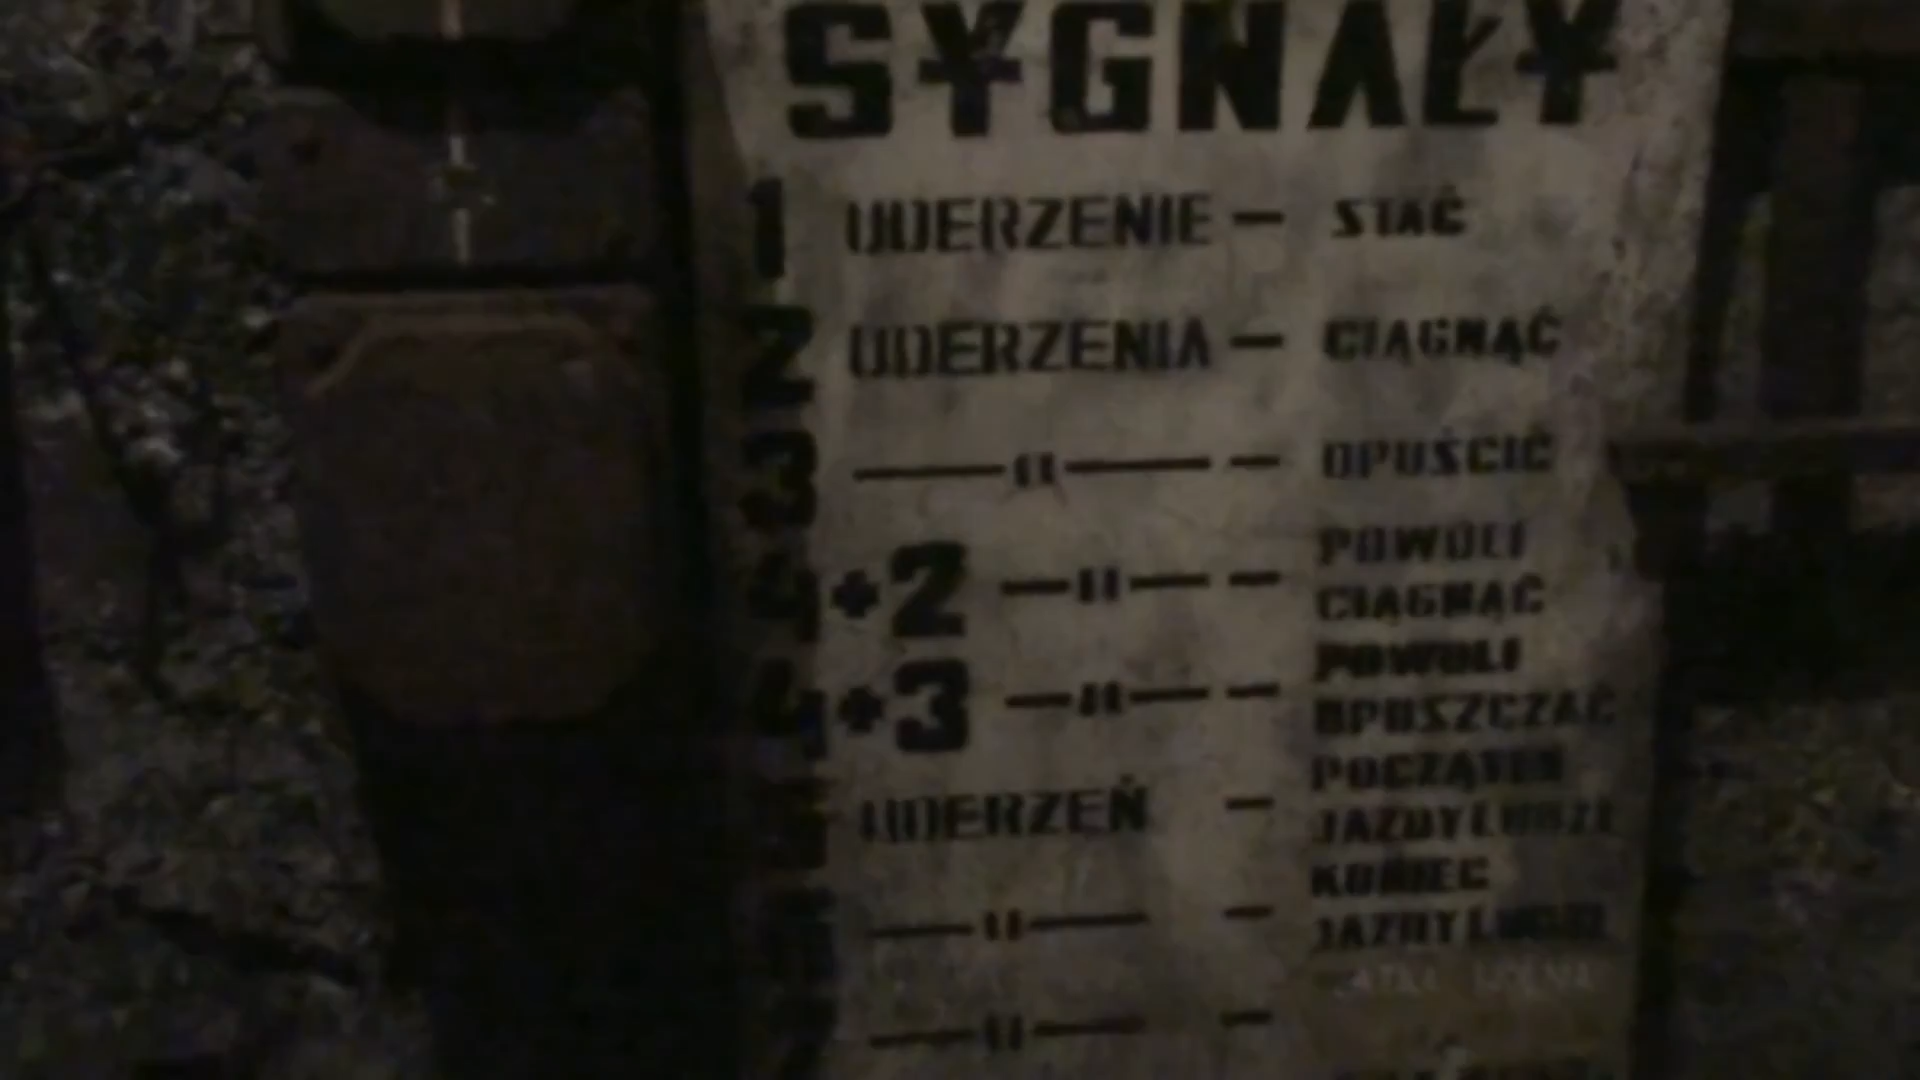 SYGNAŁY
1 UDERZENIE – STAĆ
2 UDERZENIA – CIĄGNĄĆ
3 —"— – OPUŚCIĆ
4+2 —"— – POWOLI
CIĄGNĄĆ
4+3 —"— – POWOLI
OPUSZCZAĆ
UDERZEŃ – POCZĄTEK
JAZDY LUDZI
—"— – KONIEC
JAZDY LUDZI
—"— –